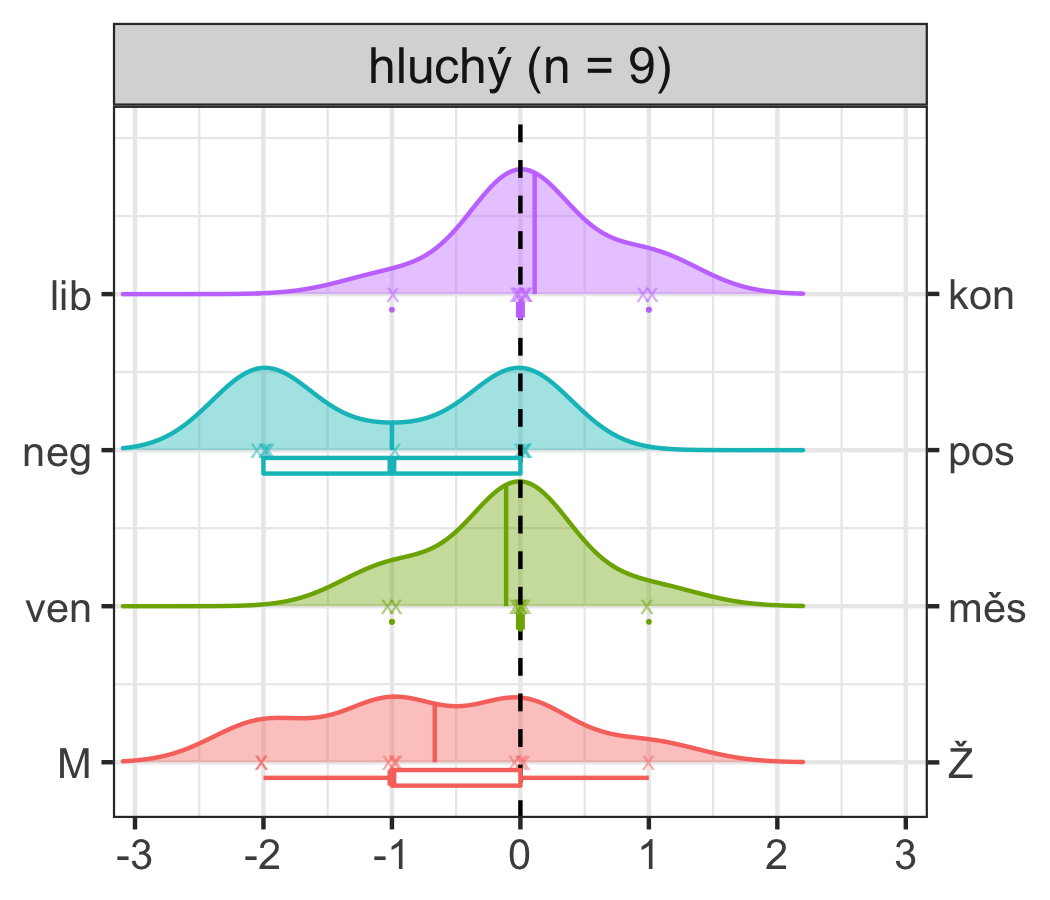 hluchý (n = 9)
lib kon
neg pos
ven měs
M Ž
-3 -2 -1 0 1 2 3